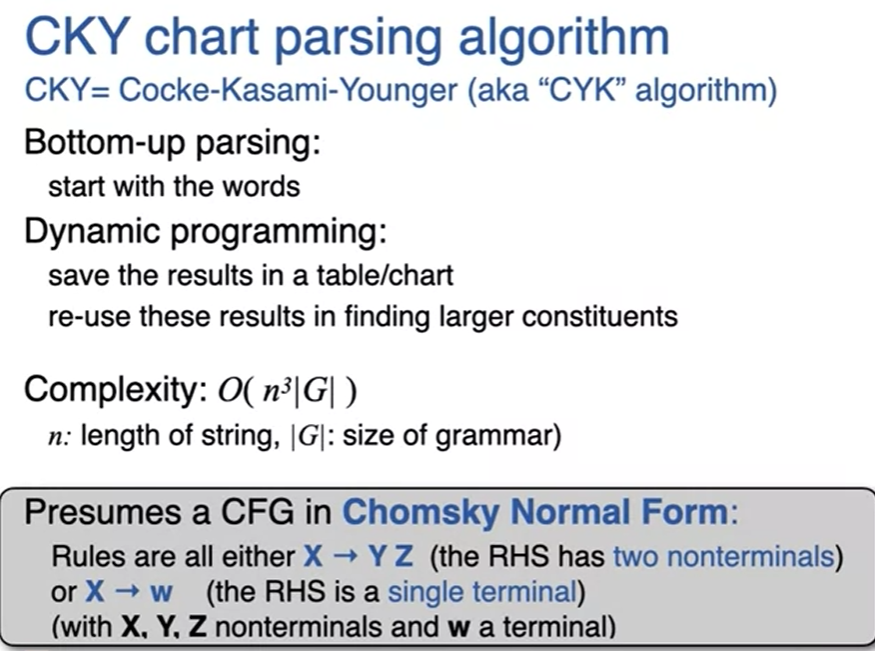 CKY chart parsing algorithm
CKY= Cocke-Kasami-Younger (aka “CYK” algorithm)
Bottom-up parsing:
start with the words
Dynamic programming:
save the results in a table/chart
re-use these results in finding larger constituents
Complexity: O( n³|G| )
n: length of string, |G|: size of grammar)
Presumes a CFG in Chomsky Normal Form:
Rules are all either X → Y Z (the RHS has two nonterminals)
or X → w (the RHS is a single terminal)
(with X, Y, Z nonterminals and w a terminal)